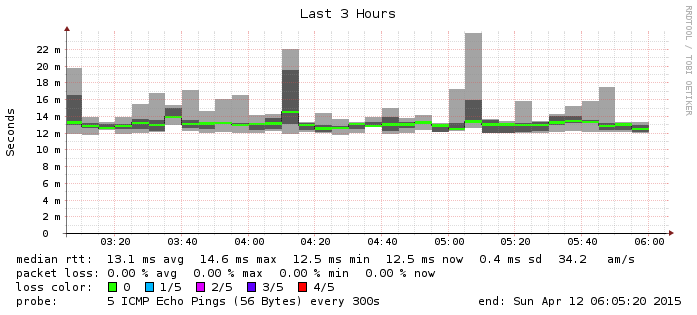 Last 3 Hours
RRDTOOL / TOBI OETIKER
Seconds
22 m
20 m
18 m
16 m
14 m
12 m
10 m
8 m
6 m
4 m
2 m
0
03:20 03:40 04:00 04:20 04:40 05:00 05:20 05:40 06:00
median rtt: 13.1 ms avg 14.6 ms max 12.5 ms min 12.5 ms now 0.4 ms sd 34.2 am/s
packet loss: 0.00 % avg 0.00 % max 0.00 % min 0.00 % now
loss color: 0 1/5 2/5 3/5 4/5
probe: 5 ICMP Echo Pings (56 Bytes) every 300s end: Sun Apr 12 06:05:20 2015